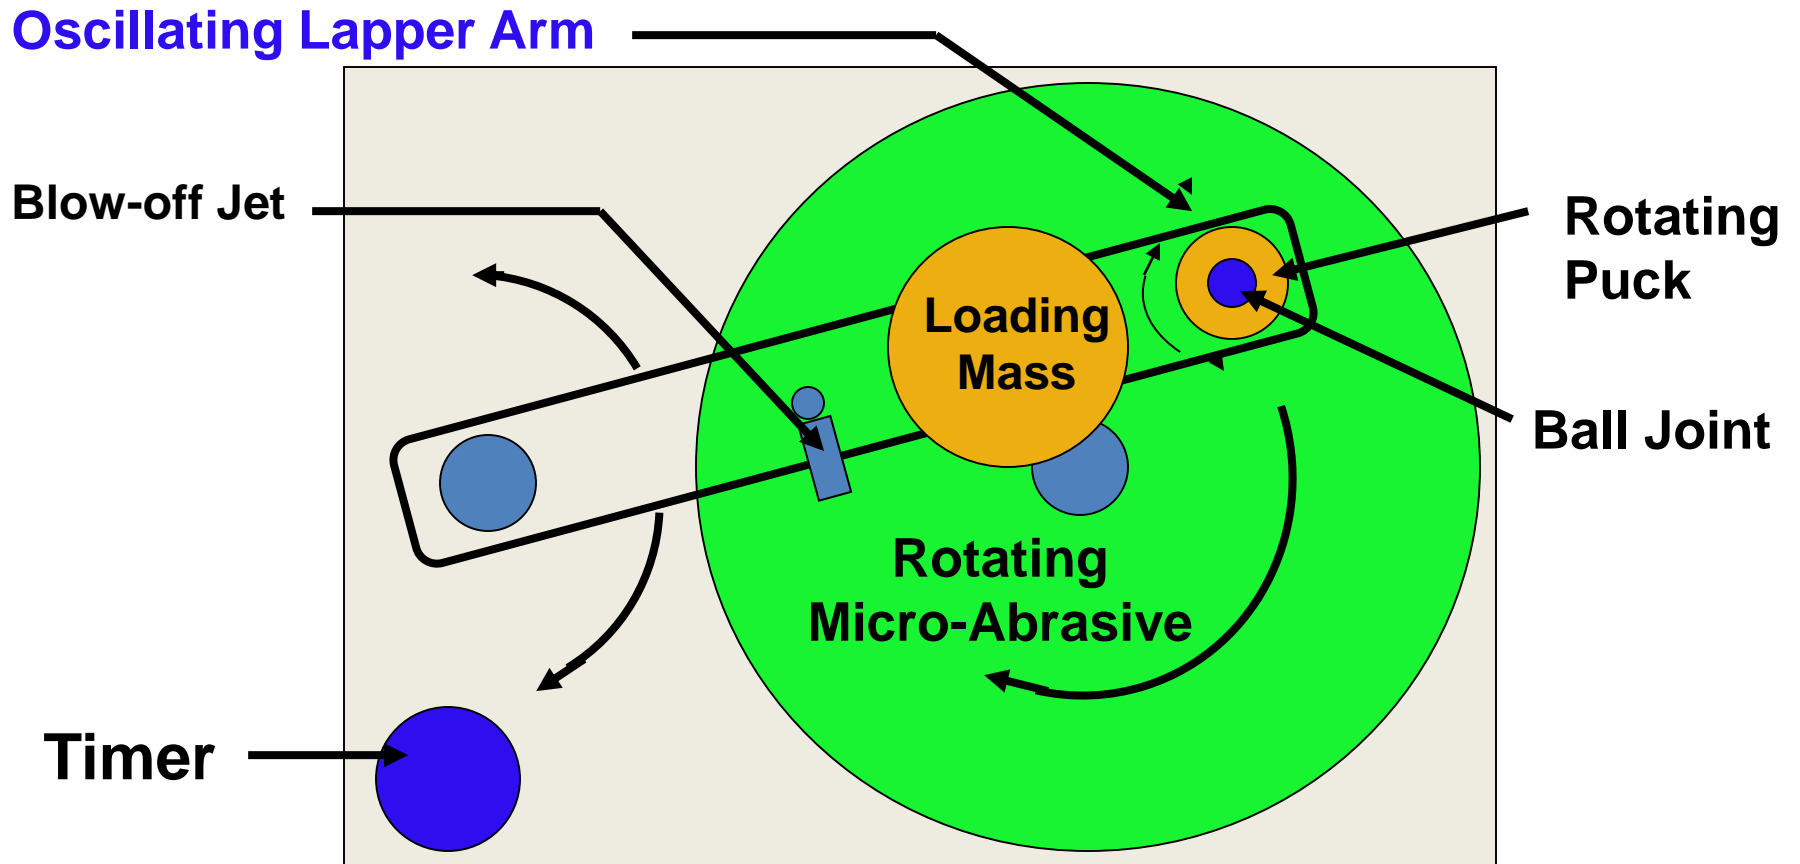 Oscillating Lapper Arm
Blow-off Jet
Rotating
Puck
Loading
Mass
Ball Joint
Rotating
Micro-Abrasive
Timer